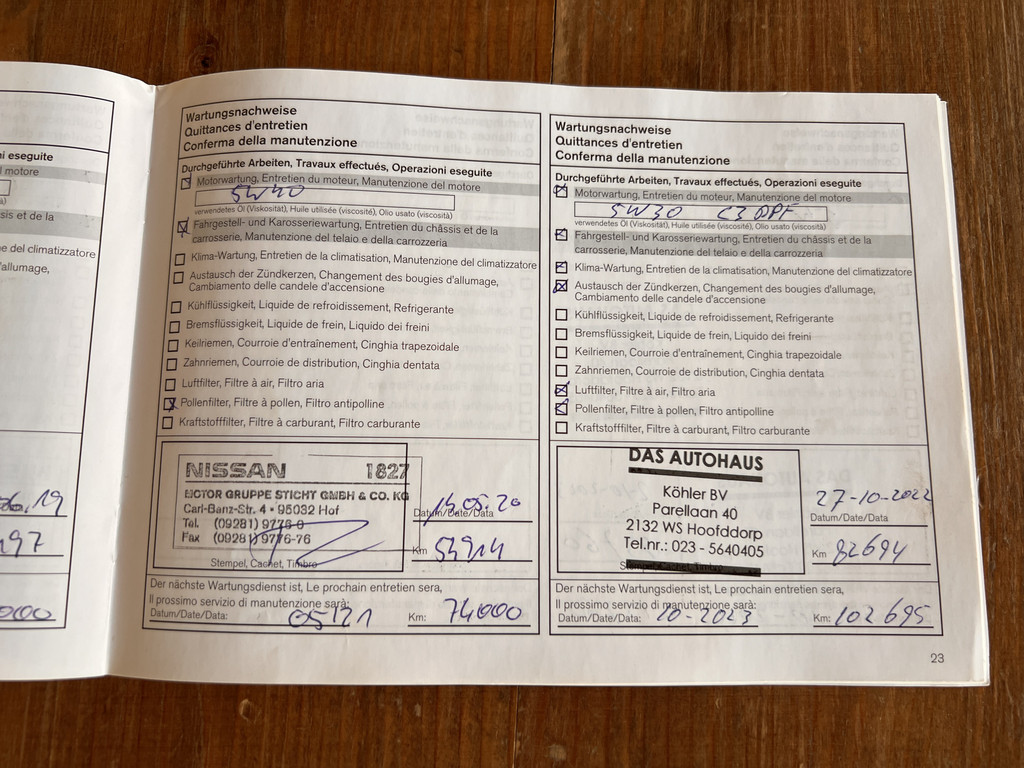 ni eseguite
motore
sis et de la
ne del climatizzatore
'allumage,
06.19
197
0000
Wartungsnachweise
Quittances d'entretien
Conferma della manutenzione
Durchgeführte Arbeiten, Travaux effectués, Operazioni eseguite
Motorwartung, Entretien du moteur, Manutenzione del motore
5W40
verwendetes Öl (Viskosität), Huile utilisée (viscosité), Olio usato (viscosità)
Fahrgestell- und Karosseriewartung, Entretien du châssis et de la
carrosserie, Manutenzione del telaio e della carrozzeria
Klima-Wartung, Entretien de la climatisation, Manutenzione del climatizzatore
Austausch der Zündkerzen, Changement des bougies d'allumage,
Cambiamento delle candele d'accensione
Kühlflüssigkeit, Liquide de refroidissement, Refrigerante
Bremsflüssigkeit, Liquide de frein, Liquido dei freini
Keilriemen, Courroie d'entraînement, Cinghia trapezoidale
Zahnriemen, Courroie de distribution, Cinghia dentata
Luftfilter, Filtre à air, Filtro aria
Pollenfilter, Filtre à pollen, Filtro antipolline
Kraftstofffilter, Filtre à carburant, Filtro carburante
NISSAN 1827
MOTOR GRUPPE STICHT GMBH & CO. KG
Carl-Benz-Str. 4 • 95032 Hof
Tel. (09281) 9776-0
Fax (09281) 9776-76
Stempel, Cachet, Timbro
15.05.20
Datum/Date/Data
Km 53914
Der nächste Wartungsdienst ist, Le prochain entretien sera,
Il prossimo servizio di manutenzione sarà:
Datum/Date/Data: 05/21 Km: 74000
Wartungsnachweise
Quittances d'entretien
Conferma della manutenzione
Durchgeführte Arbeiten, Travaux effectués, Operazioni eseguite
Motorwartung, Entretien du moteur, Manutenzione del motore
5W30 C3 DPF
verwendetes Öl (Viskosität), Huile utilisée (viscosité), Olio usato (viscosità)
Fahrgestell- und Karosseriewartung, Entretien du châssis et de la
carrosserie, Manutenzione del telaio e della carrozzeria
Klima-Wartung, Entretien de la climatisation, Manutenzione del climatizzatore
Austausch der Zündkerzen, Changement des bougies d'allumage,
Cambiamento delle candele d'accensione
Kühlflüssigkeit, Liquide de refroidissement, Refrigerante
Bremsflüssigkeit, Liquide de frein, Liquido dei freini
Keilriemen, Courroie d'entraînement, Cinghia trapezoidale
Zahnriemen, Courroie de distribution, Cinghia dentata
Luftfilter, Filtre à air, Filtro aria
Pollenfilter, Filtre à pollen, Filtro antipolline
Kraftstofffilter, Filtre à carburant, Filtro carburante
DAS AUTOHAUS
Köhler BV
Parellaan 40
2132 WS Hoofddorp
Tel.nr.: 023 - 5640405
Stempel, Cachet, Timbro
27-10-2022
Datum/Date/Data
Km 82694
Der nächste Wartungsdienst ist, Le prochain entretien sera,
Il prossimo servizio di manutenzione sarà:
Datum/Date/Data: 10-2023 Km: 102695
23